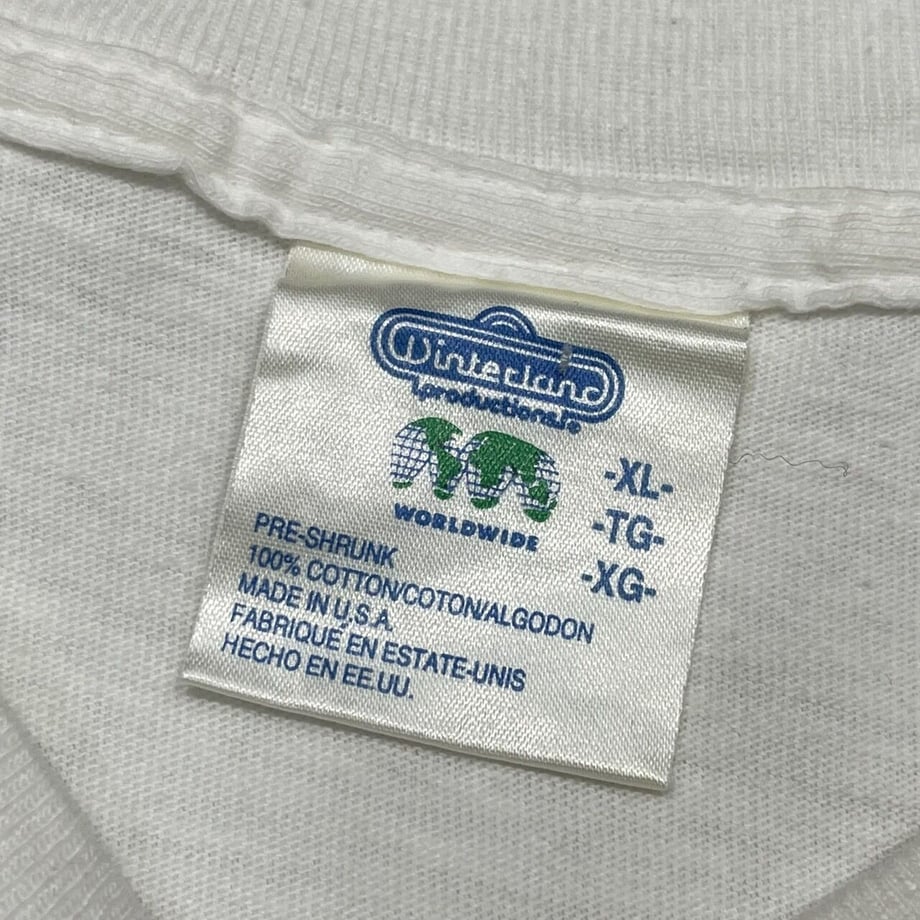 Winterland
productions
WORLDWIDE
-XL-
-TG-
-XG-
PRE-SHRUNK
100% COTTON/COTON/ALGODON
MADE IN U.S.A.
FABRIQUÉ EN ESTATE-UNIS
HECHO EN EE.UU.